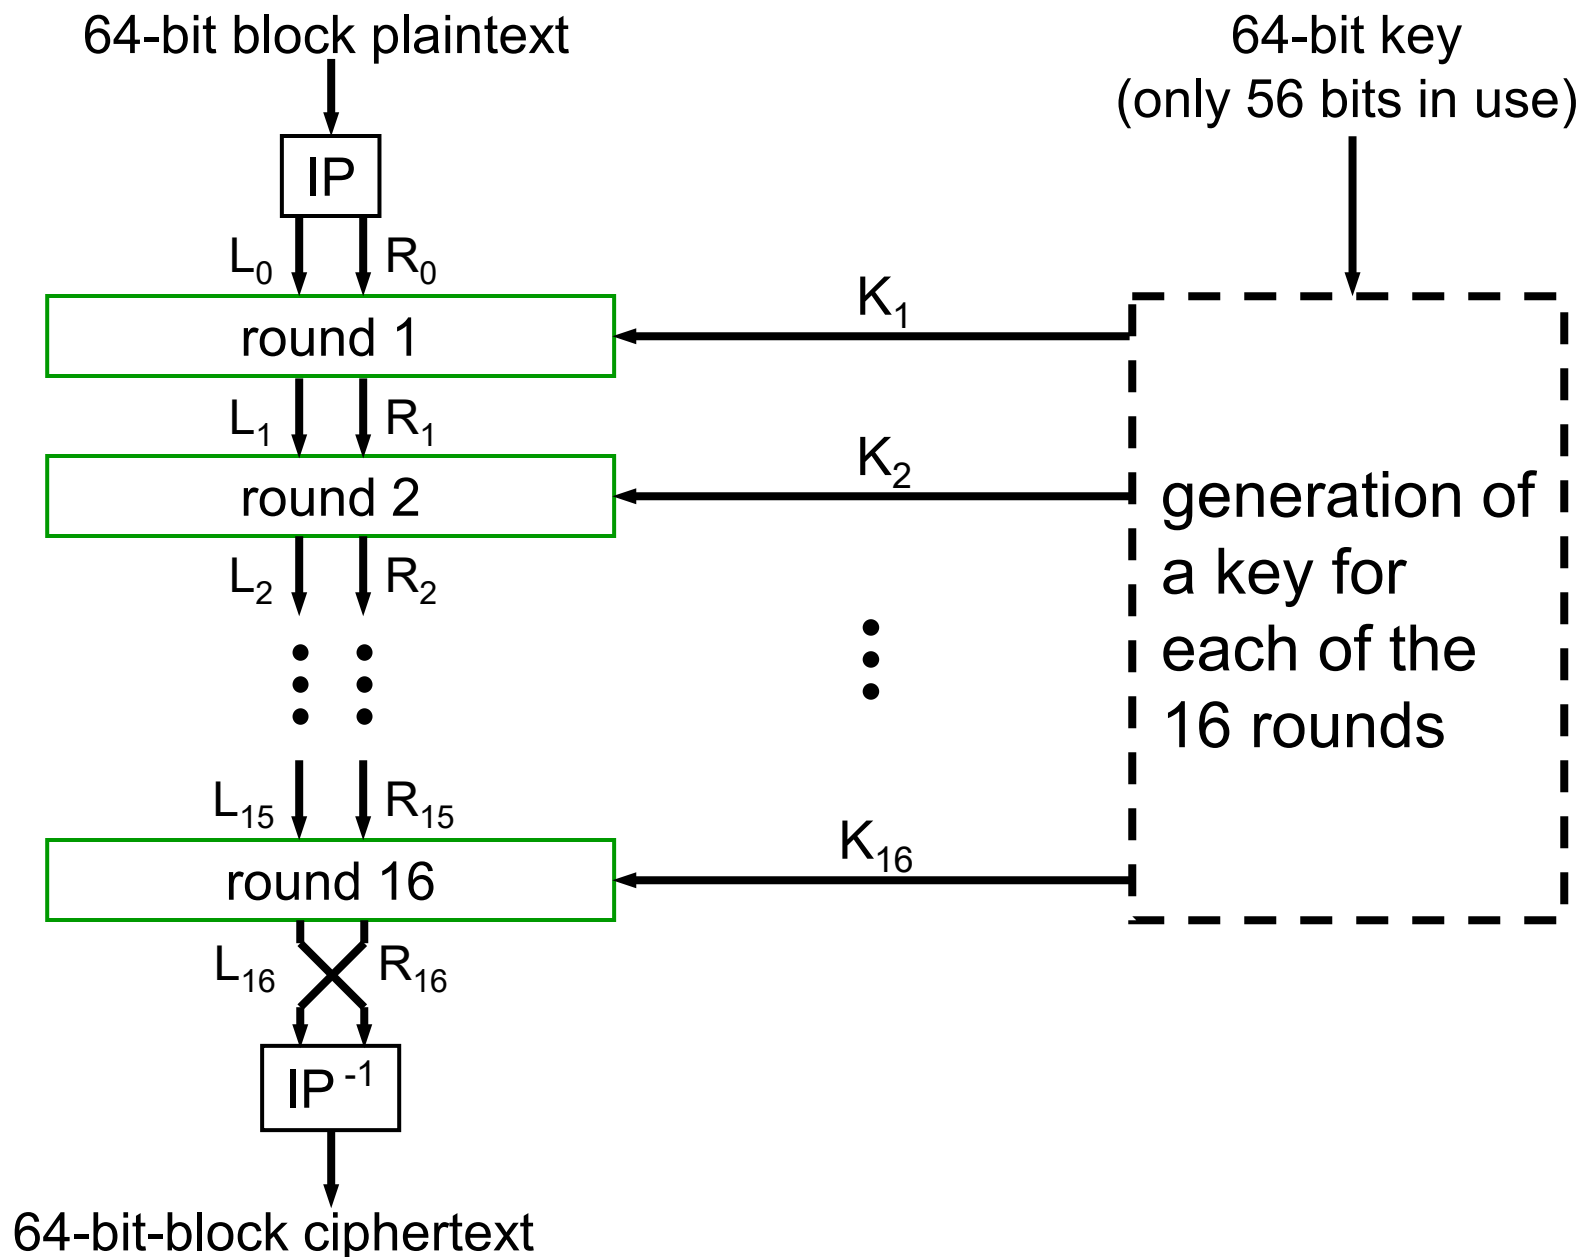 64-bit block plaintext
64-bit key
(only 56 bits in use)
IP
L₀ R₀
K₁
round 1
L₁ R₁
K₂
round 2
L₂ R₂
generation of
a key for
each of the
16 rounds
L₁₅ R₁₅
K₁₆
round 16
L₁₆ R₁₆
IP⁻¹
64-bit-block ciphertext